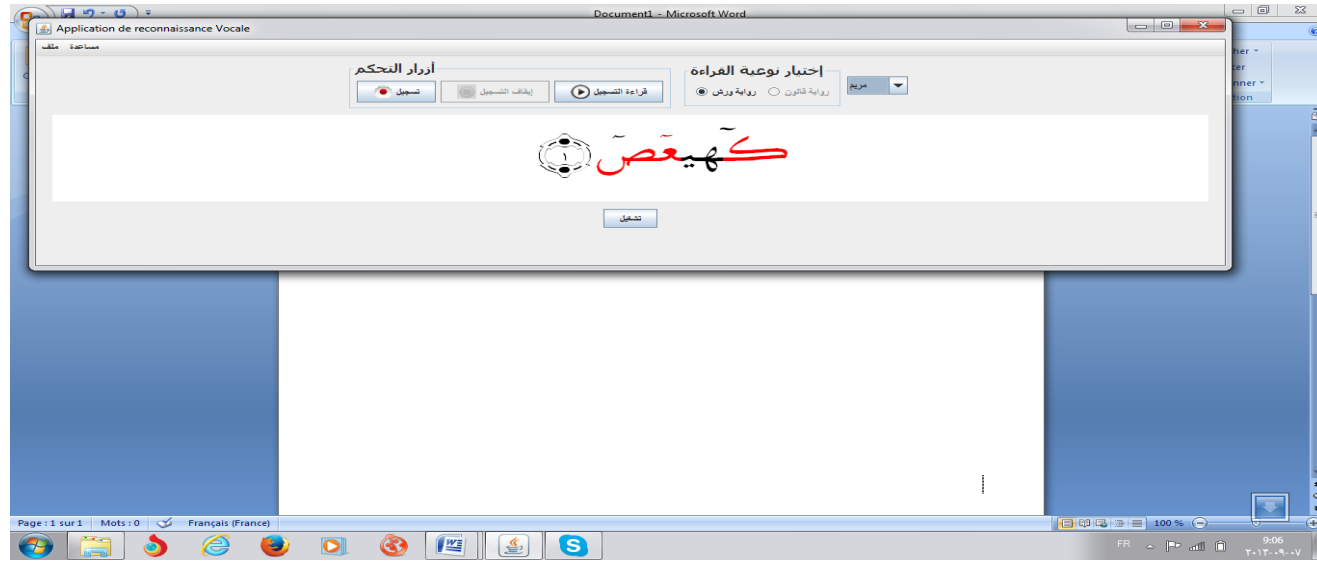 Document1 - Microsoft Word
Application de reconnaissance Vocale
ملف مساعدة
أزرار التحكم
تسجيل
إيقاف التسجيل
قراءة التسجيل
إختيار نوعية القراءة
رواية ورش
رواية قالون
مريم
كٓهيعٓصٓ ١
تشغيل
Page : 1 sur 1
Mots : 0
Français (France)
100 %
FR
9:06